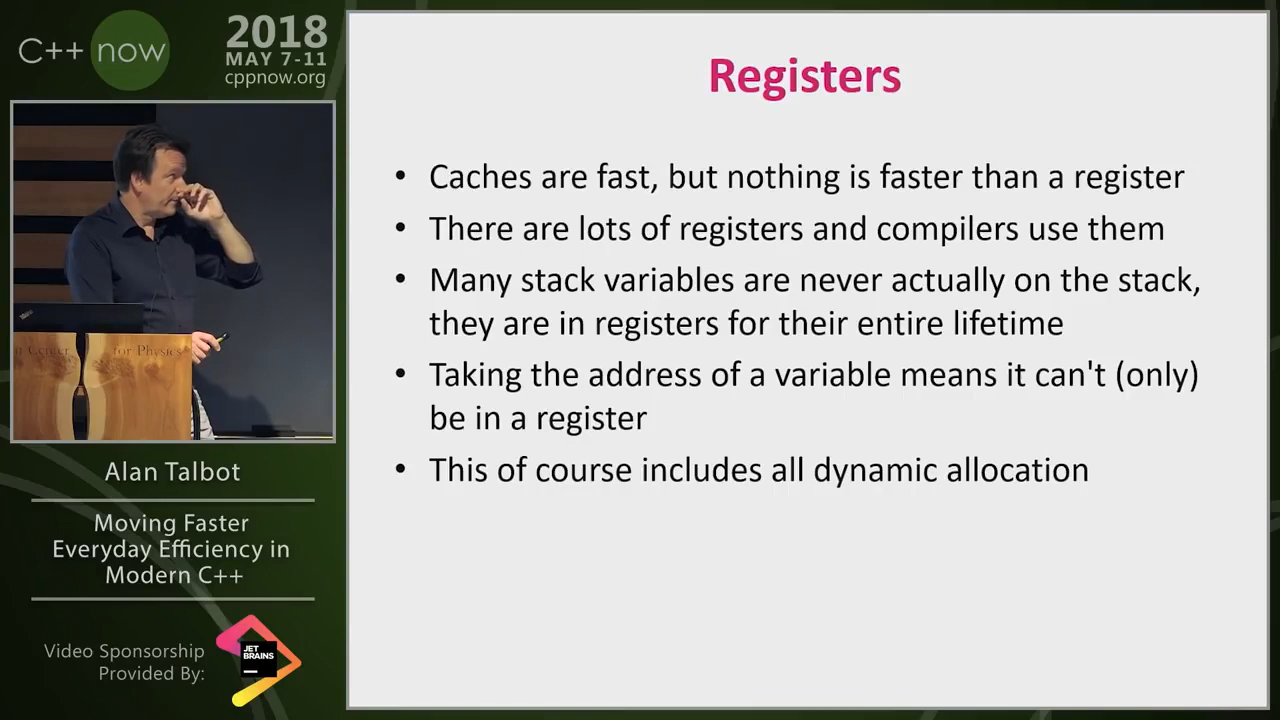 C++ now
2018
MAY 7-11
cppnow.org
Center for Physics
Alan Talbot
Moving Faster
Everyday Efficiency in
Modern C++
Video Sponsorship
Provided By:
JET
BRAINS
Registers
• Caches are fast, but nothing is faster than a register
• There are lots of registers and compilers use them
• Many stack variables are never actually on the stack,
they are in registers for their entire lifetime
• Taking the address of a variable means it can't (only)
be in a register
• This of course includes all dynamic allocation